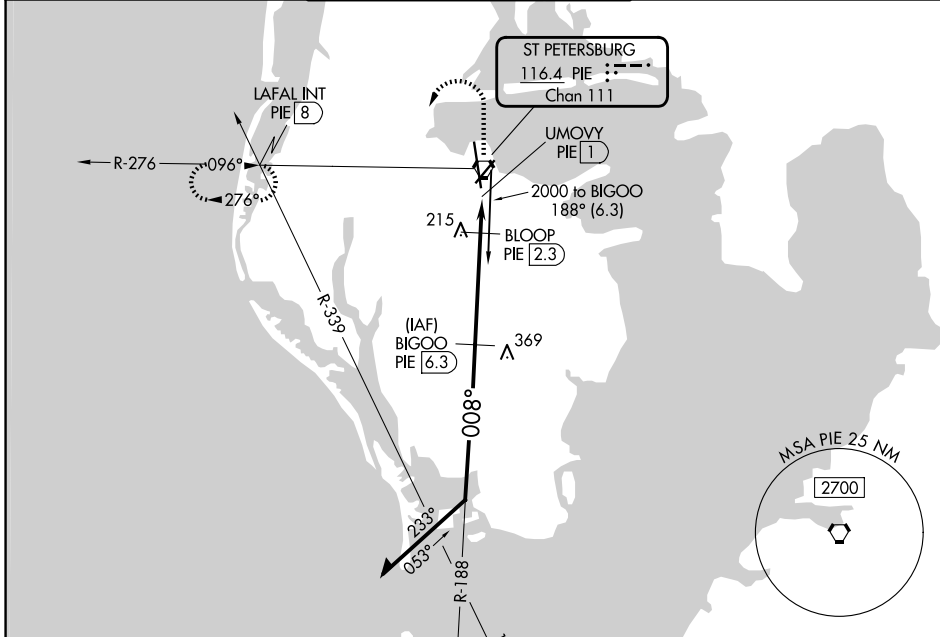 ST PETERSBURG
116.4 PIE
Chan 111
LAFAL INT
PIE 8
UMOVY
PIE 1
R-276
096°
276°
2000 to BIGOO
188° (6.3)
215
BLOOP
PIE 2.3
R-339
(IAF)
BIGOO
PIE 6.3
369
008°
MSA PIE 25 NM
2700
233°
053°
R-188